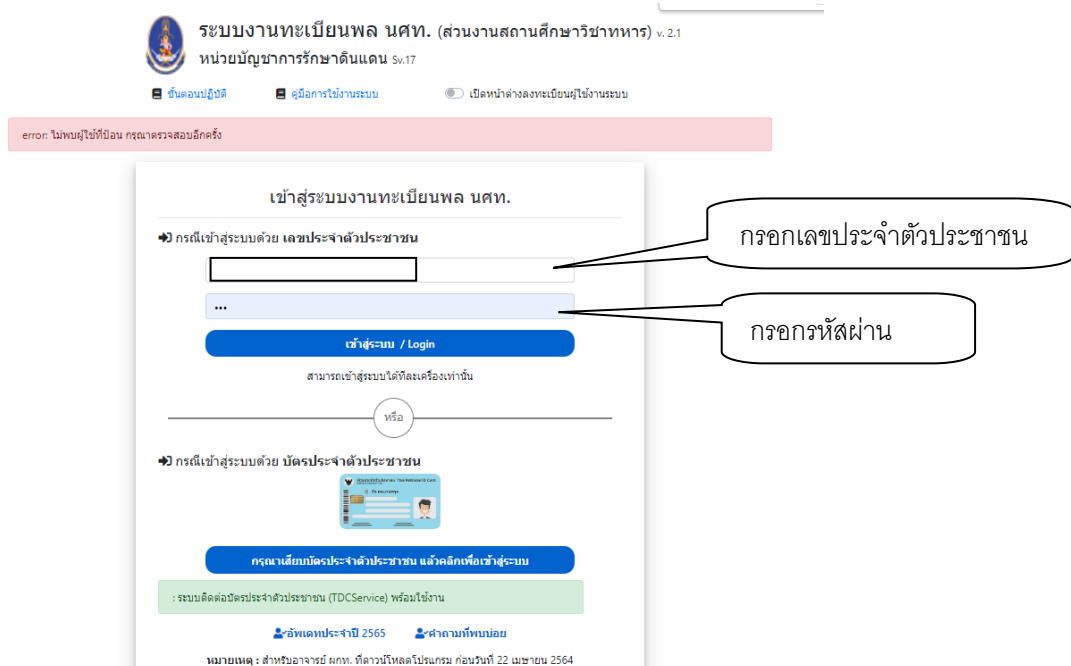 ระบบงานทะเบียนพล นศท. (ส่วนงานสถานศึกษาวิชาทหาร) v. 2.1
หน่วยบัญชาการรักษาดินแดน Sv.17
ขั้นตอนปฏิบัติ คู่มือการใช้งานระบบ เปิดหน้าต่างลงทะเบียนผู้ใช้งานระบบ
error: ไม่พบผู้ใช้ที่ป้อน กรุณาตรวจสอบอีกครั้ง
เข้าสู่ระบบงานทะเบียนพล นศท.
กรณีเข้าสู่ระบบด้วย เลขประจำตัวประชาชน
กรอกเลขประจำตัวประชาชน
กรอกรหัสผ่าน
เข้าสู่ระบบ / Login
สามารถเข้าสู่ระบบได้ทีละเครื่องเท่านั้น
หรือ
กรณีเข้าสู่ระบบด้วย บัตรประจำตัวประชาชน
กรุณาเสียบบัตรประจำตัวประชาชน แล้วคลิกเพื่อเข้าสู่ระบบ
: ระบบติดต่อบัตรประจำตัวประชาชน (TDCService) พร้อมใช้งาน
อัพเดทประจำปี 2565 คำถามที่พบบ่อย
หมายเหตุ : สำหรับอาจารย์ ผกท. ที่ดาวน์โหลดโปรแกรม ก่อนวันที่ 22 เมษายน 2564